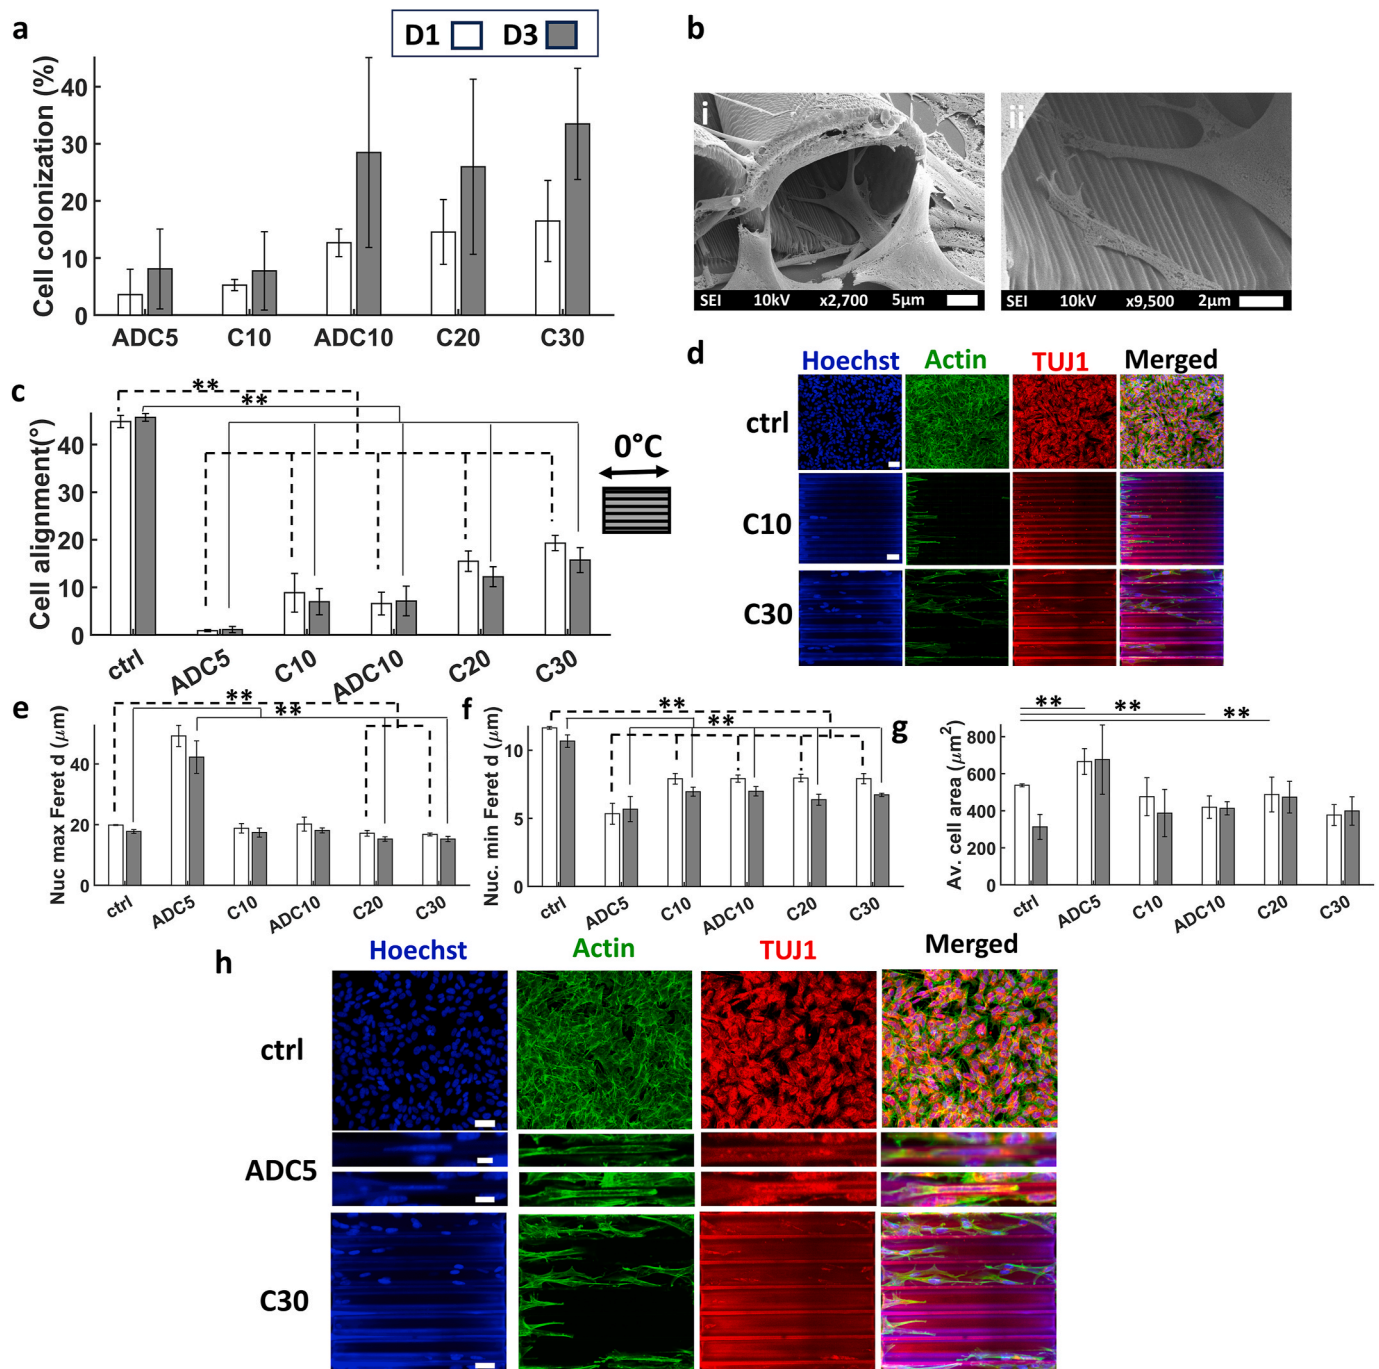 a
D1 D3
Cell colonization (%)
40
30
20
10
0
ADC5 C10 ADC10 C20 C30
b
i
SEI 10kV x2,700 5µm
ii
SEI 10kV x9,500 2µm
c
**
**
Cell alignment(°)
40
30
20
10
0
ctrl ADC5 C10 ADC10 C20 C30
0°C
d
Hoechst Actin TUJ1 Merged
ctrl
C10
C30
e
**
**
Nuc max Feret d (µm)
40
20
0
ctrl ADC5 C10 ADC10 C20 C30
f
**
**
Nuc. min Feret d (µm)
10
5
0
ctrl ADC5 C10 ADC10 C20 C30
g
**
**
**
Av. cell area (µm²)
800
600
400
200
0
ctrl ADC5 C10 ADC10 C20 C30
h
Hoechst Actin TUJ1 Merged
ctrl
ADC5
C30